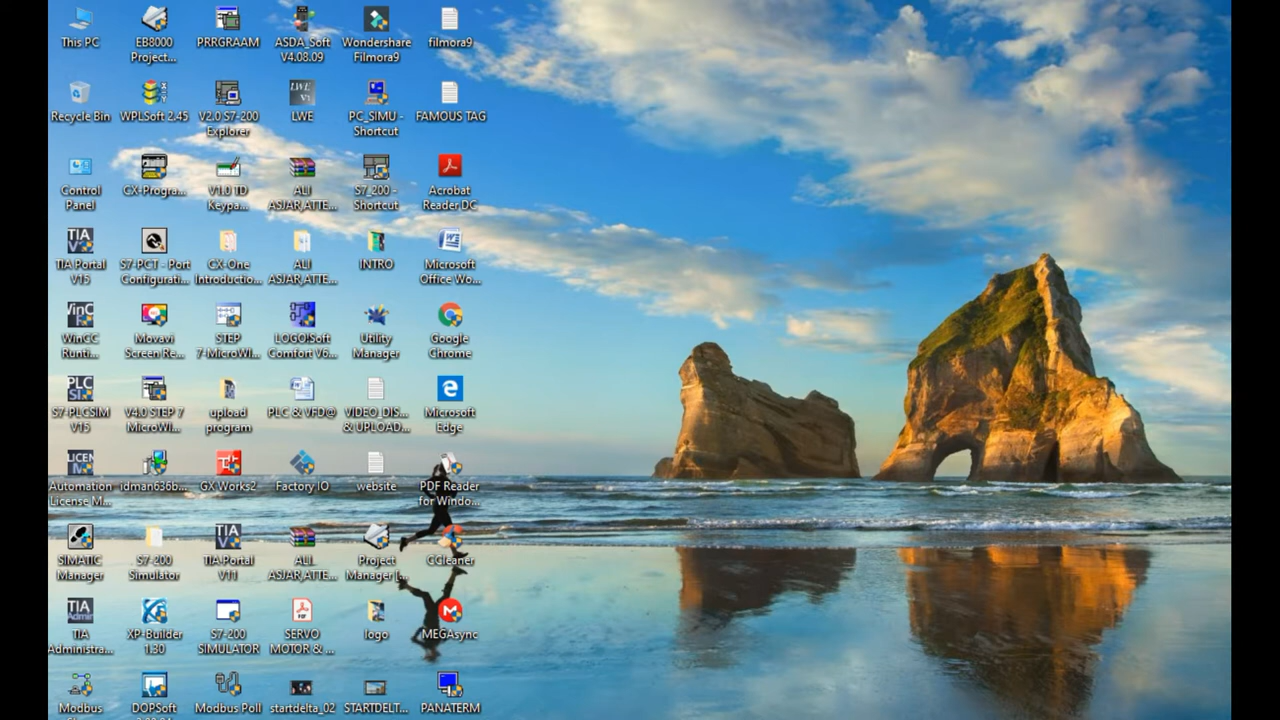 This PC
EB8000
Project...
PRRGRAAM
ASDA_Soft
V4.08.09
Wondershare
Filmora9
filmora9
Recycle Bin
WPLSoft 2.45
V2.0 S7-200
Explorer
LWE
PC_SIMU -
Shortcut
FAMOUS TAG
Control
Panel
CX-Progra...
V1.0 TD
Keypa...
ALI
ASJAR,ATTE...
S7_200 -
Shortcut
Acrobat
Reader DC
TIA Portal
V15
S7-PCT - Port
Configurati...
CX-One
Introductio...
ALI
ASJAR,ATTE...
INTRO
Microsoft
Office Wo...
WinCC
Runti...
Movavi
Screen Re...
STEP
7-MicroWI...
LOGO!Soft
Comfort V6...
Utility
Manager
Google
Chrome
S7-PLCSIM
V15
V4.0 STEP 7
MicroWI...
upload
program
PLC & VFD@
VIDEO_DIS...
& UPLOAD...
Microsoft
Edge
Automation
License M...
idman636b...
GX Works2
Factory IO
website
PDF Reader
for Windo...
SIMATIC
Manager
S7-200
Simulator
TIA Portal
V11
ALI
ASJAR,ATTE...
Project
Manager [...
CCleaner
TIA
Administra...
XP-Builder
1.30
S7-200
SIMULATOR
SERVO
MOTOR & ...
logo
MEGAsync
Modbus
DOPSoft
Modbus Poll
startdelta_02
STARTDELT...
PANATERM